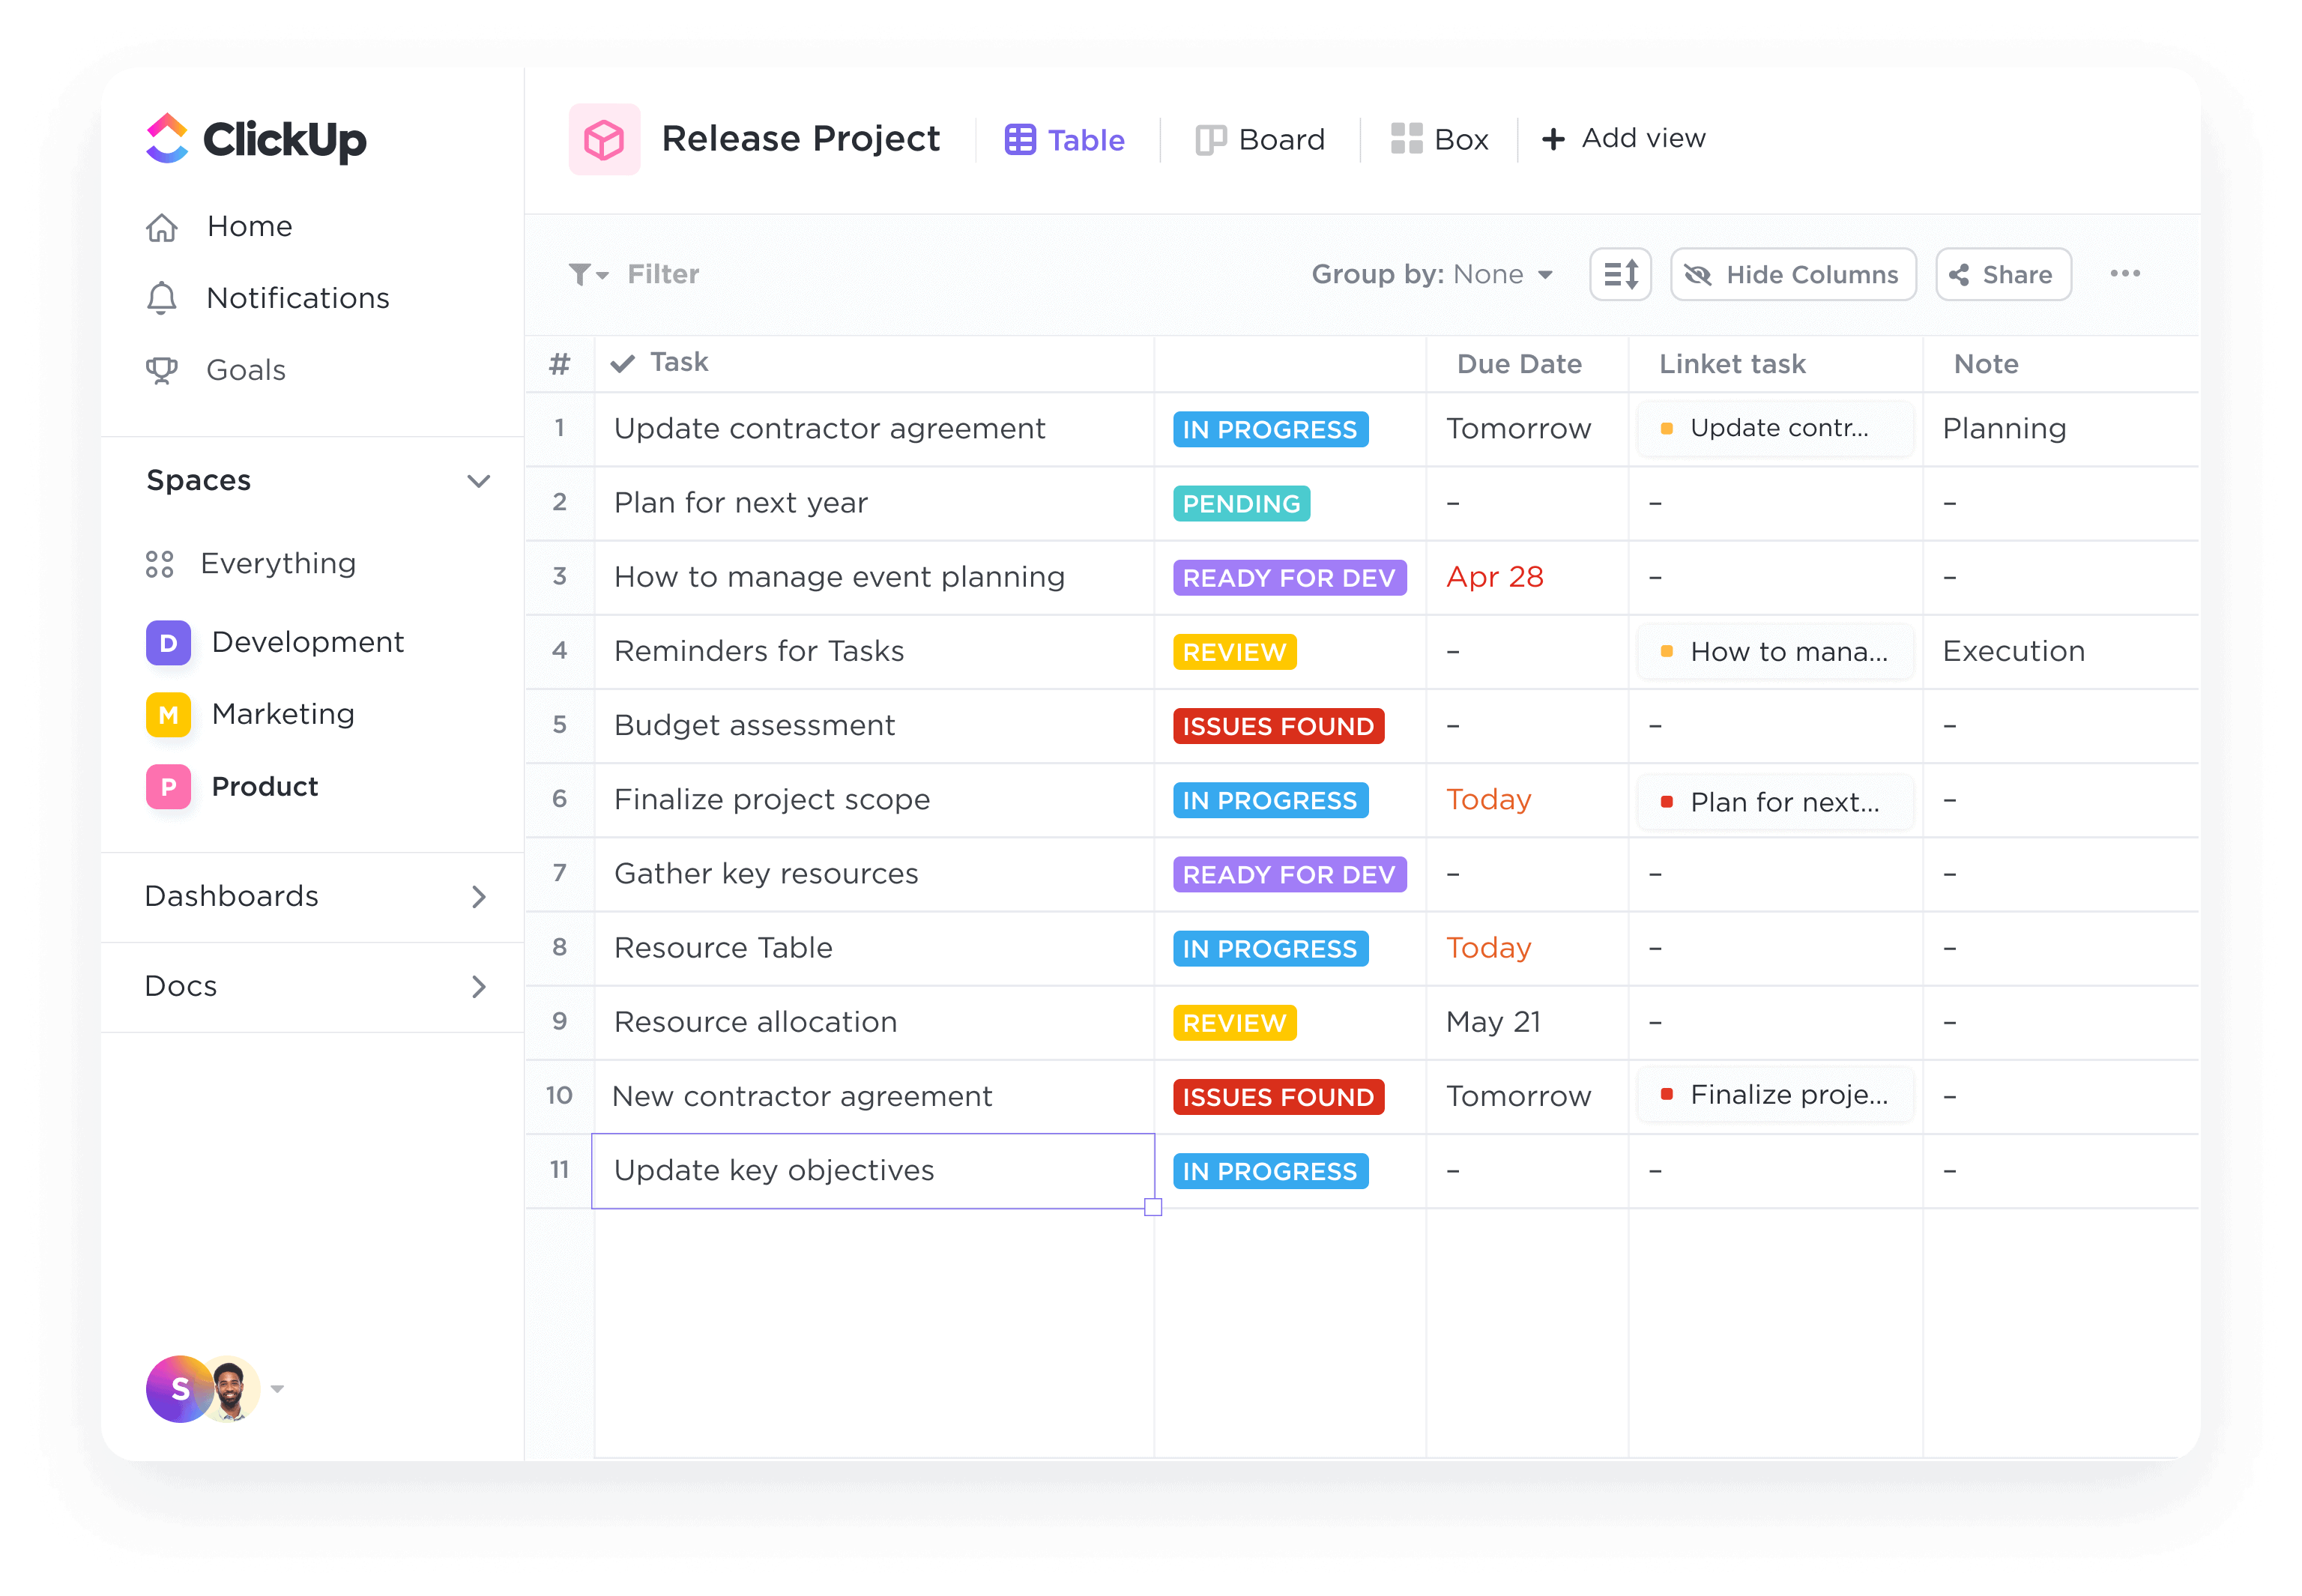 ClickUp
Home
Notifications
Goals
Spaces
Everything
D Development
M Marketing
P Product
Dashboards
Docs
S
Release Project Table Board Box + Add view
Filter Group by: None Hide Columns Share
# Task Due Date Linket task Note
1 Update contractor agreement IN PROGRESS Tomorrow Update contr... Planning
2 Plan for next year PENDING – – –
3 How to manage event planning READY FOR DEV Apr 28 – –
4 Reminders for Tasks REVIEW – How to mana... Execution
5 Budget assessment ISSUES FOUND – – –
6 Finalize project scope IN PROGRESS Today Plan for next... –
7 Gather key resources READY FOR DEV – – –
8 Resource Table IN PROGRESS Today – –
9 Resource allocation REVIEW May 21 – –
10 New contractor agreement ISSUES FOUND Tomorrow Finalize proje... –
11 Update key objectives IN PROGRESS – – –